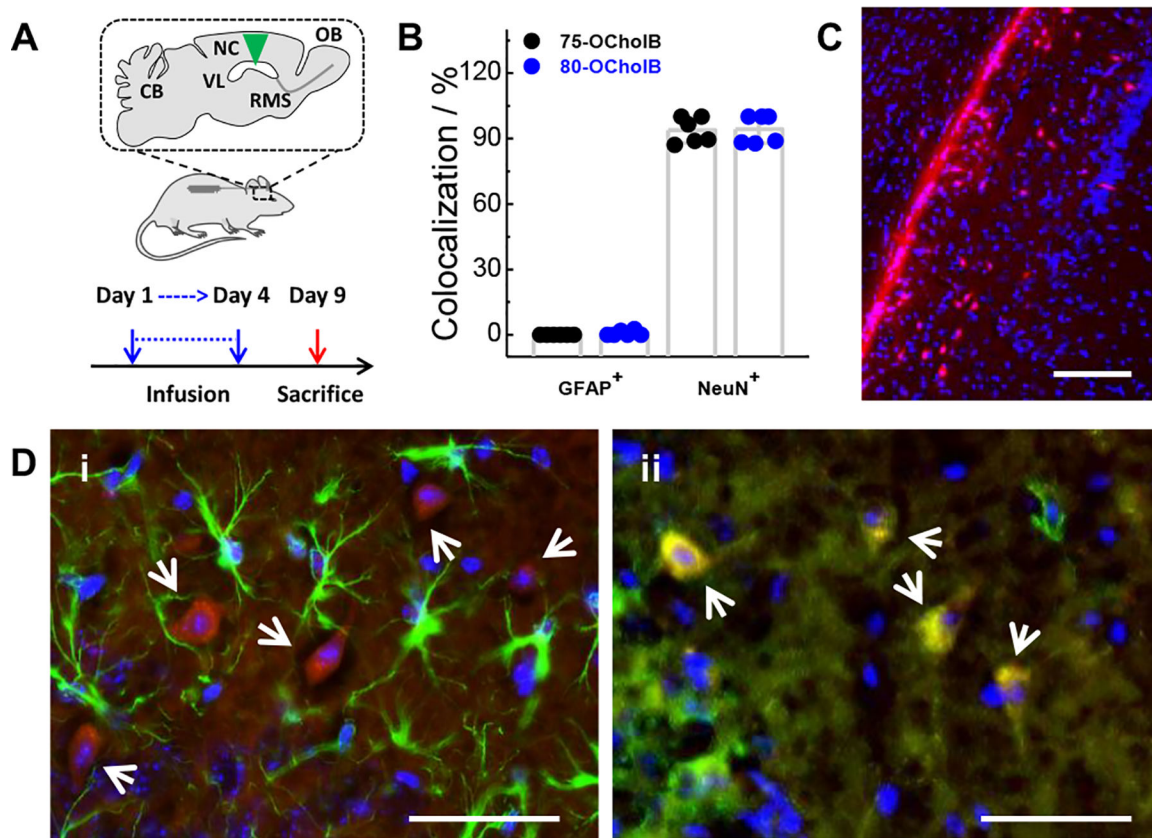 A
OB
NC
VL
CB
RMS
Day 1 ----> Day 4 Day 9
Infusion Sacrifice
B
75-OCholB
80-OCholB
Colocalization / %
120
90
60
30
0
GFAP+ NeuN+
C
D
i
ii